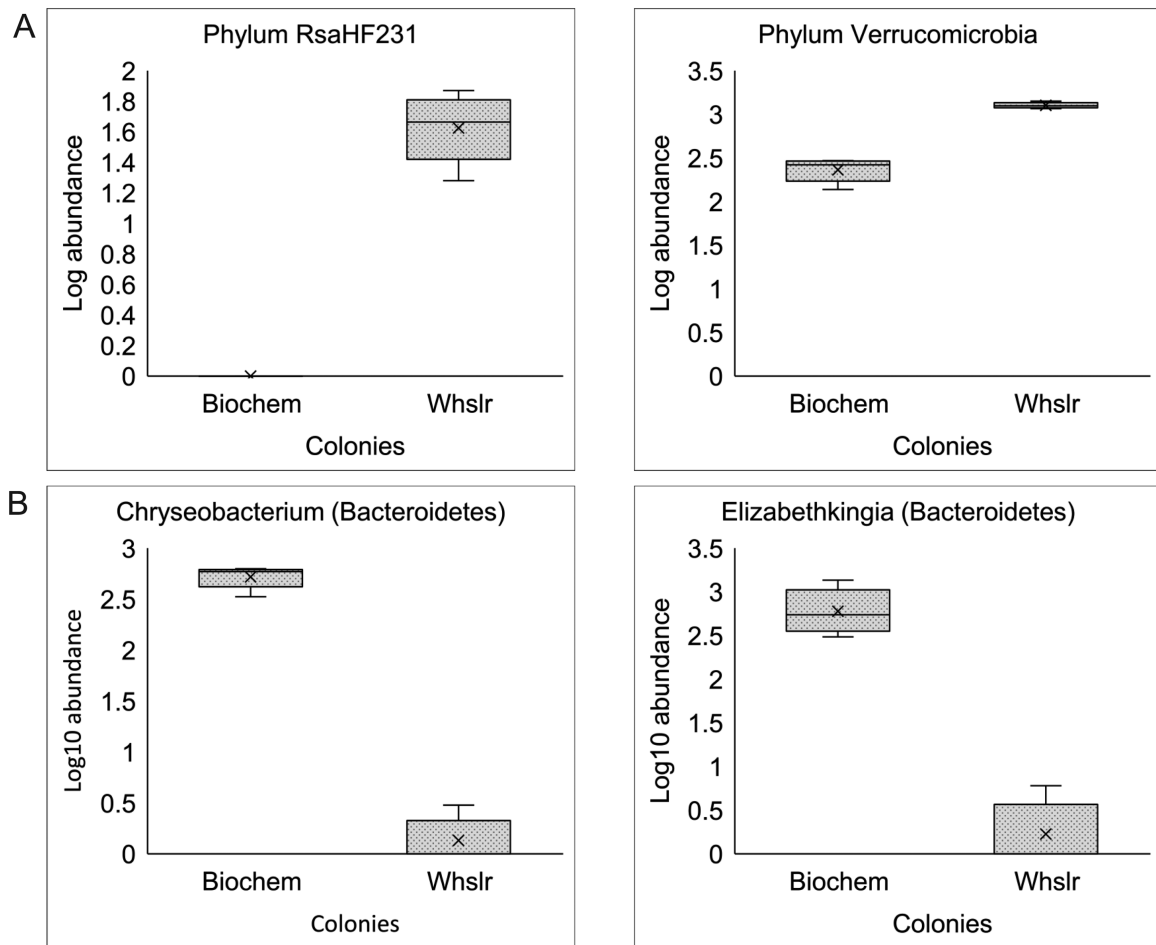 A
Phylum RsaHF231
Log abundance
2
1.8
1.6
1.4
1.2
1
0.8
0.6
0.4
0.2
0
Biochem Whslr
Colonies
Phylum Verrucomicrobia
Log abundance
3.5
3
2.5
2
1.5
1
0.5
0
Biochem Whslr
Colonies
B
Chryseobacterium (Bacteroidetes)
Log10 abundance
3
2.5
2
1.5
1
0.5
0
Biochem Whslr
Colonies
Elizabethkingia (Bacteroidetes)
Log10 abundance
3.5
3
2.5
2
1.5
1
0.5
0
Biochem Whslr
Colonies